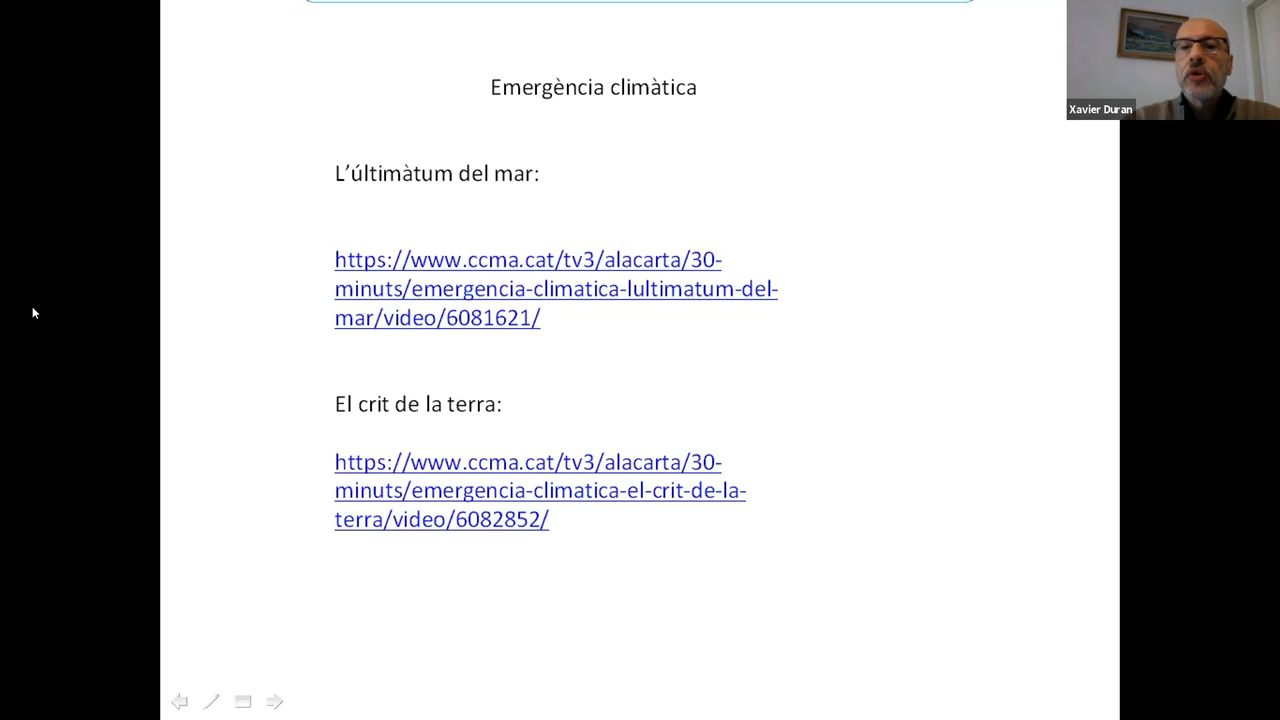 Emergència climàtica
Xavier Duran
L'últimàtum del mar:
https://www.ccma.cat/tv3/alacarta/30-
minuts/emergencia-climatica-lultimatum-del-
mar/video/6081621/
El crit de la terra:
https://www.ccma.cat/tv3/alacarta/30-
minuts/emergencia-climatica-el-crit-de-la-
terra/video/6082852/